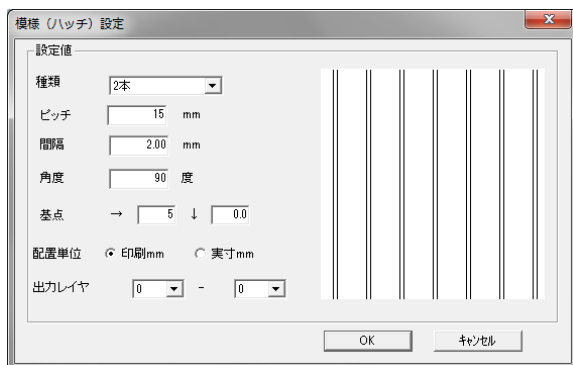 模様（ハッチ）設定
設定値
種類 2本
ピッチ 15 mm
間隔 2.00 mm
角度 90 度
基点 → 5 ↓ 0.0
配置単位 印刷mm 実寸mm
出力レイヤ 0 - 0
OK キャンセル